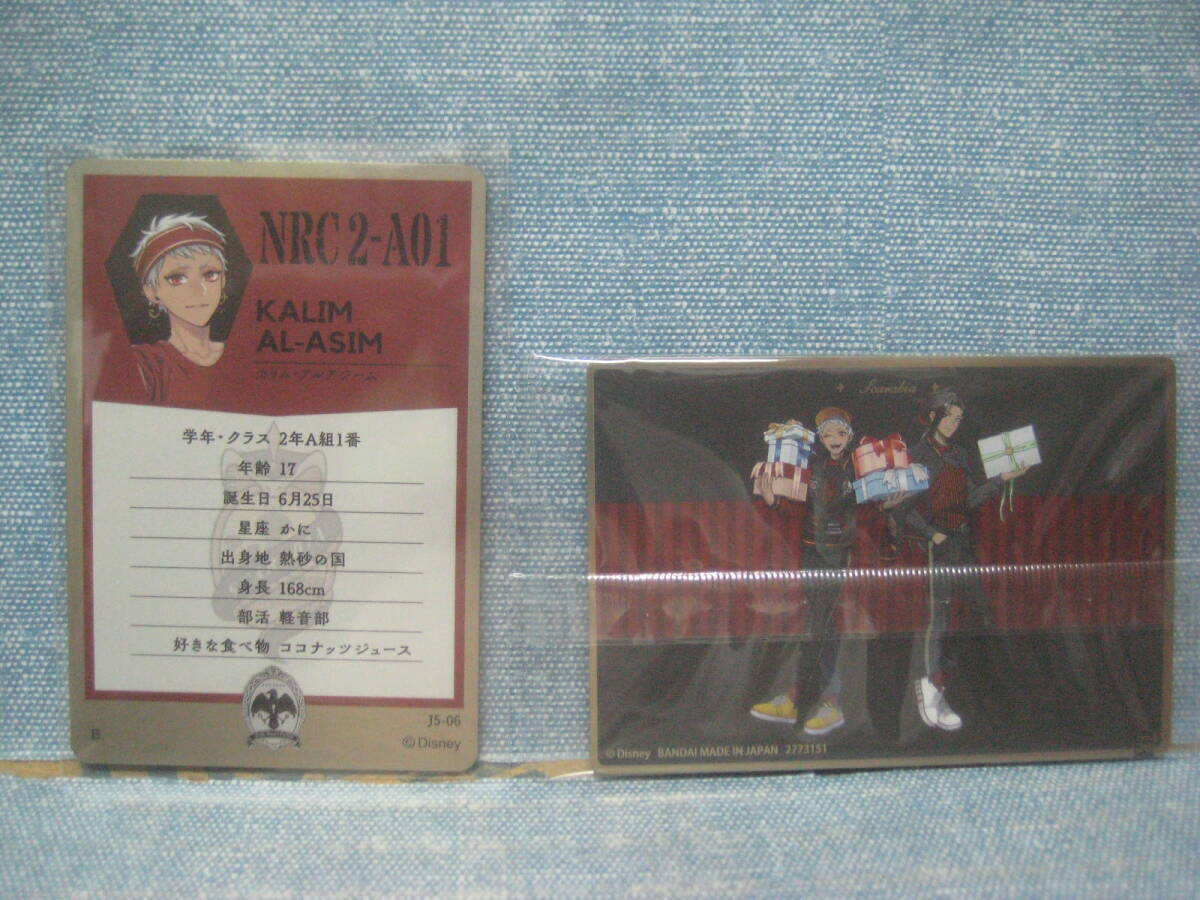 NRC 2-A01
KALIM
AL-ASIM
カリム・アルアジーム
学年・クラス 2年A組1番
年齢 17
誕生日 6月25日
星座 かに
出身地 熱砂の国
身長 168cm
部活 軽音部
好きな食べ物 ココナッツジュース
B
J5-06
©Disney
Scarabia
©Disney BANDAI MADE IN JAPAN 2773151